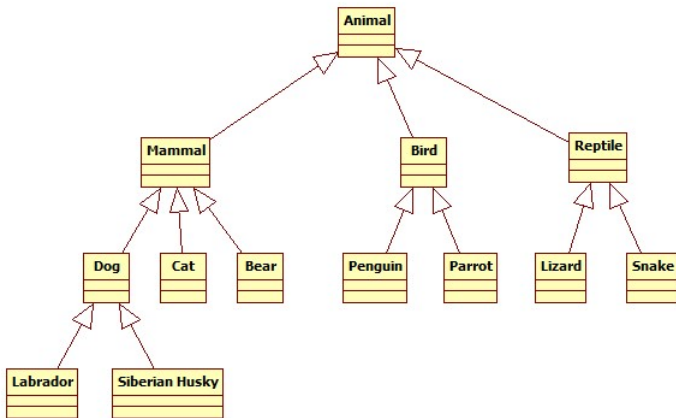 Animal
Mammal
Bird
Reptile
Dog
Cat
Bear
Penguin
Parrot
Lizard
Snake
Labrador
Siberian Husky